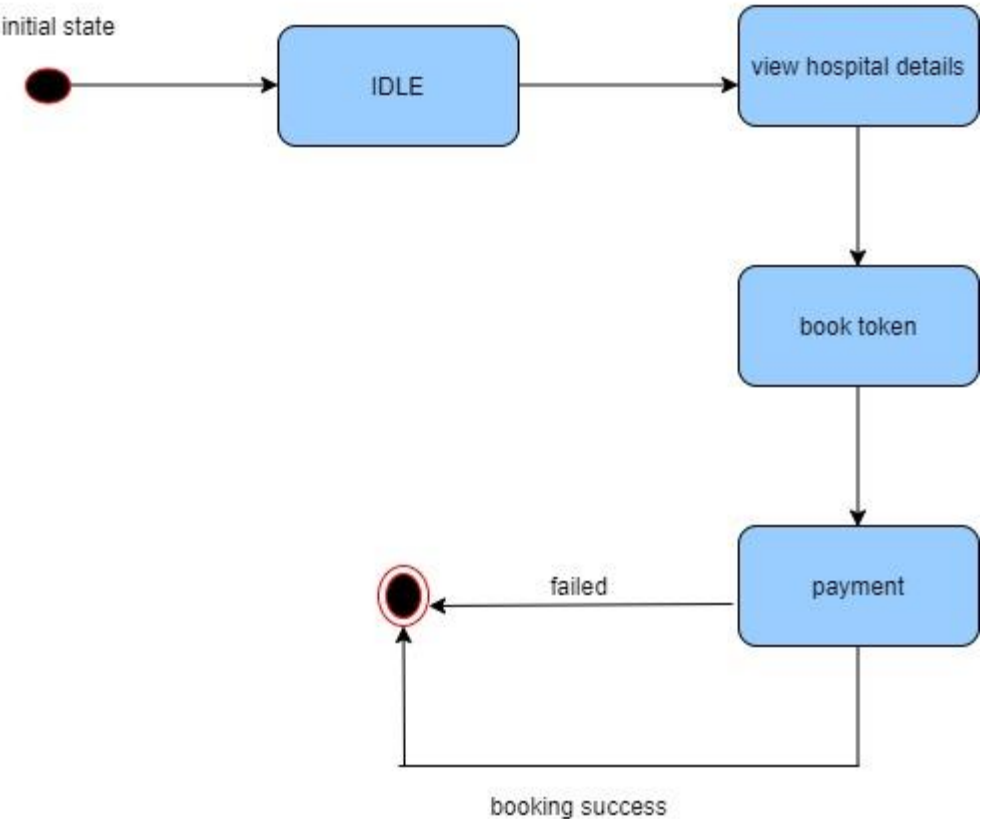 initial state
IDLE
view hospital details
book token
failed
payment
booking success